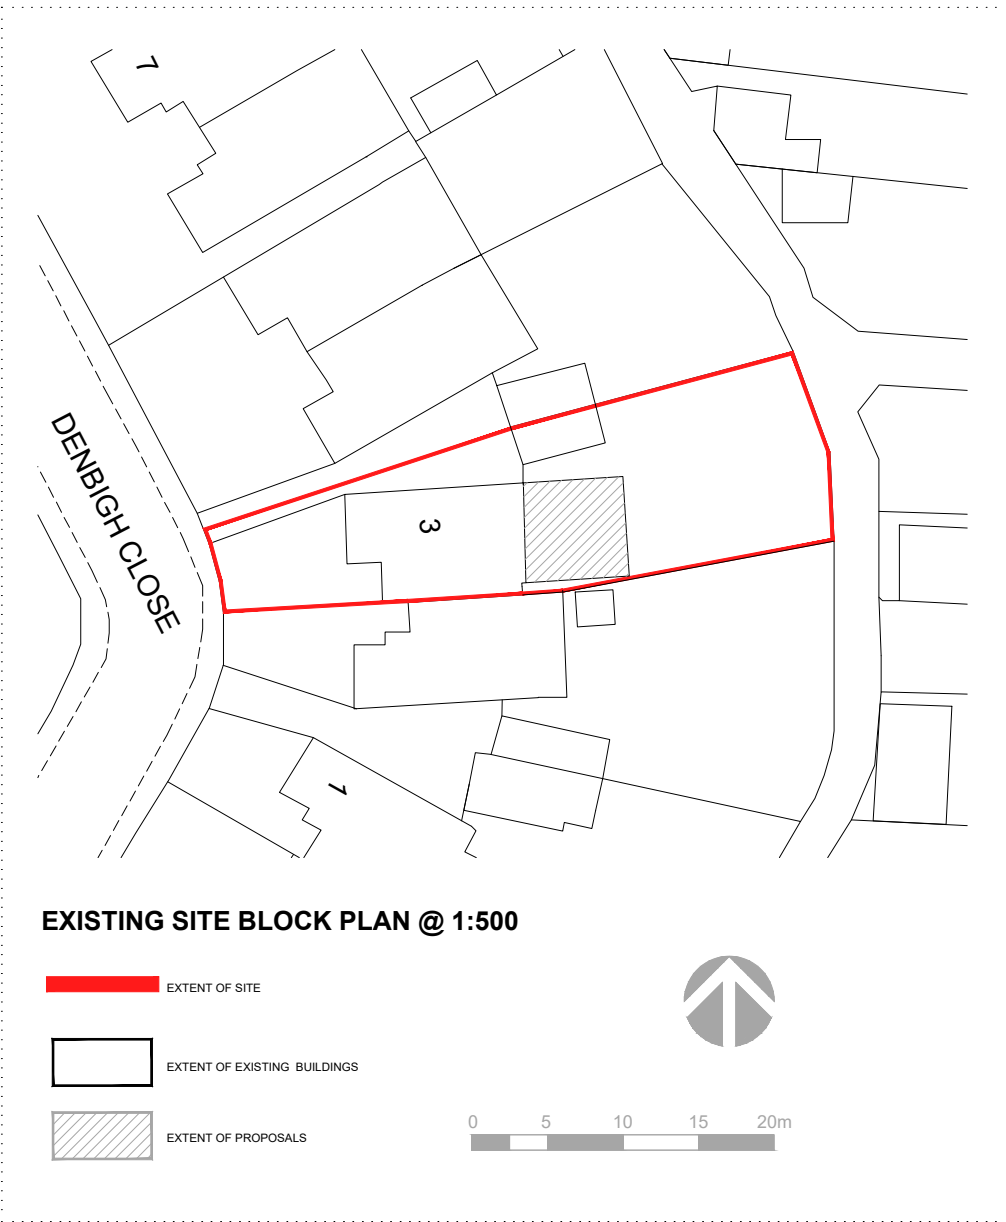 7
DENBIGH CLOSE
3
1
EXISTING SITE BLOCK PLAN @ 1:500
EXTENT OF SITE
EXTENT OF EXISTING BUILDINGS
EXTENT OF PROPOSALS
0 5 10 15 20m